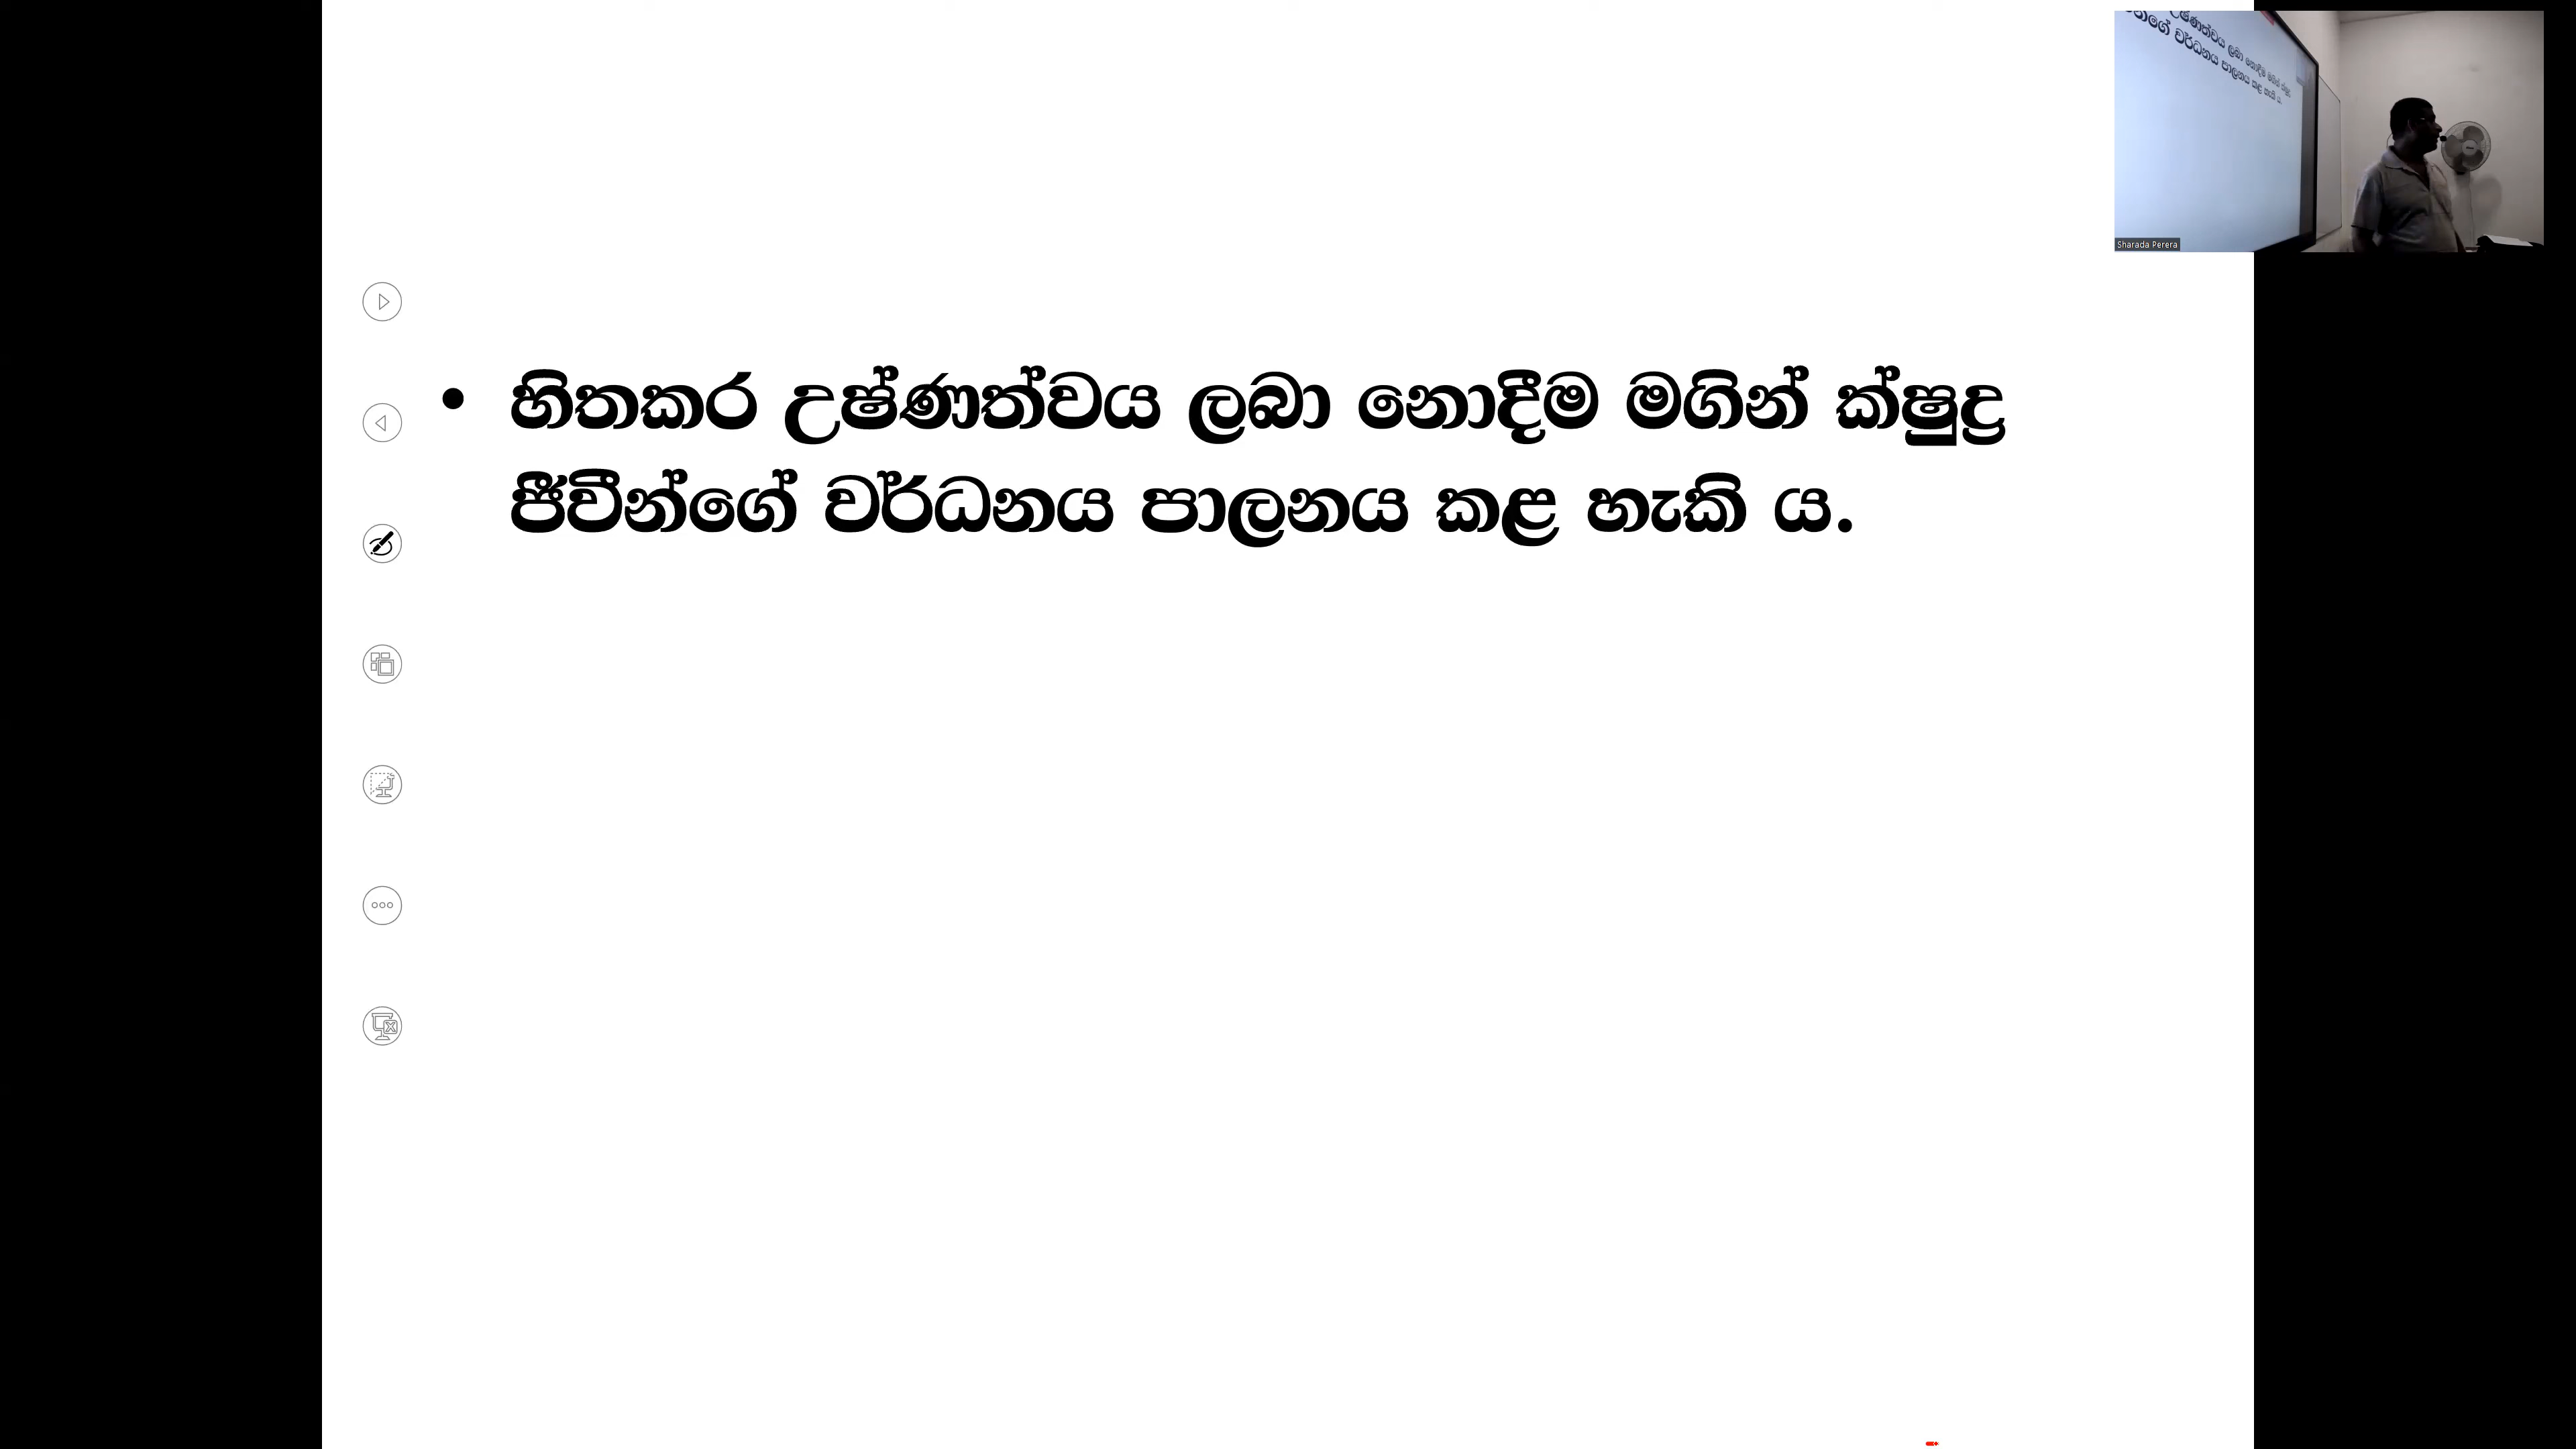 • හිතකර උෂ්ණත්වය ලබා නොදීම මගින් ක්ෂුද්‍ර
ජීවීන්ගේ වර්ධනය පාලනය කළ හැකි ය.
Sharada Perera